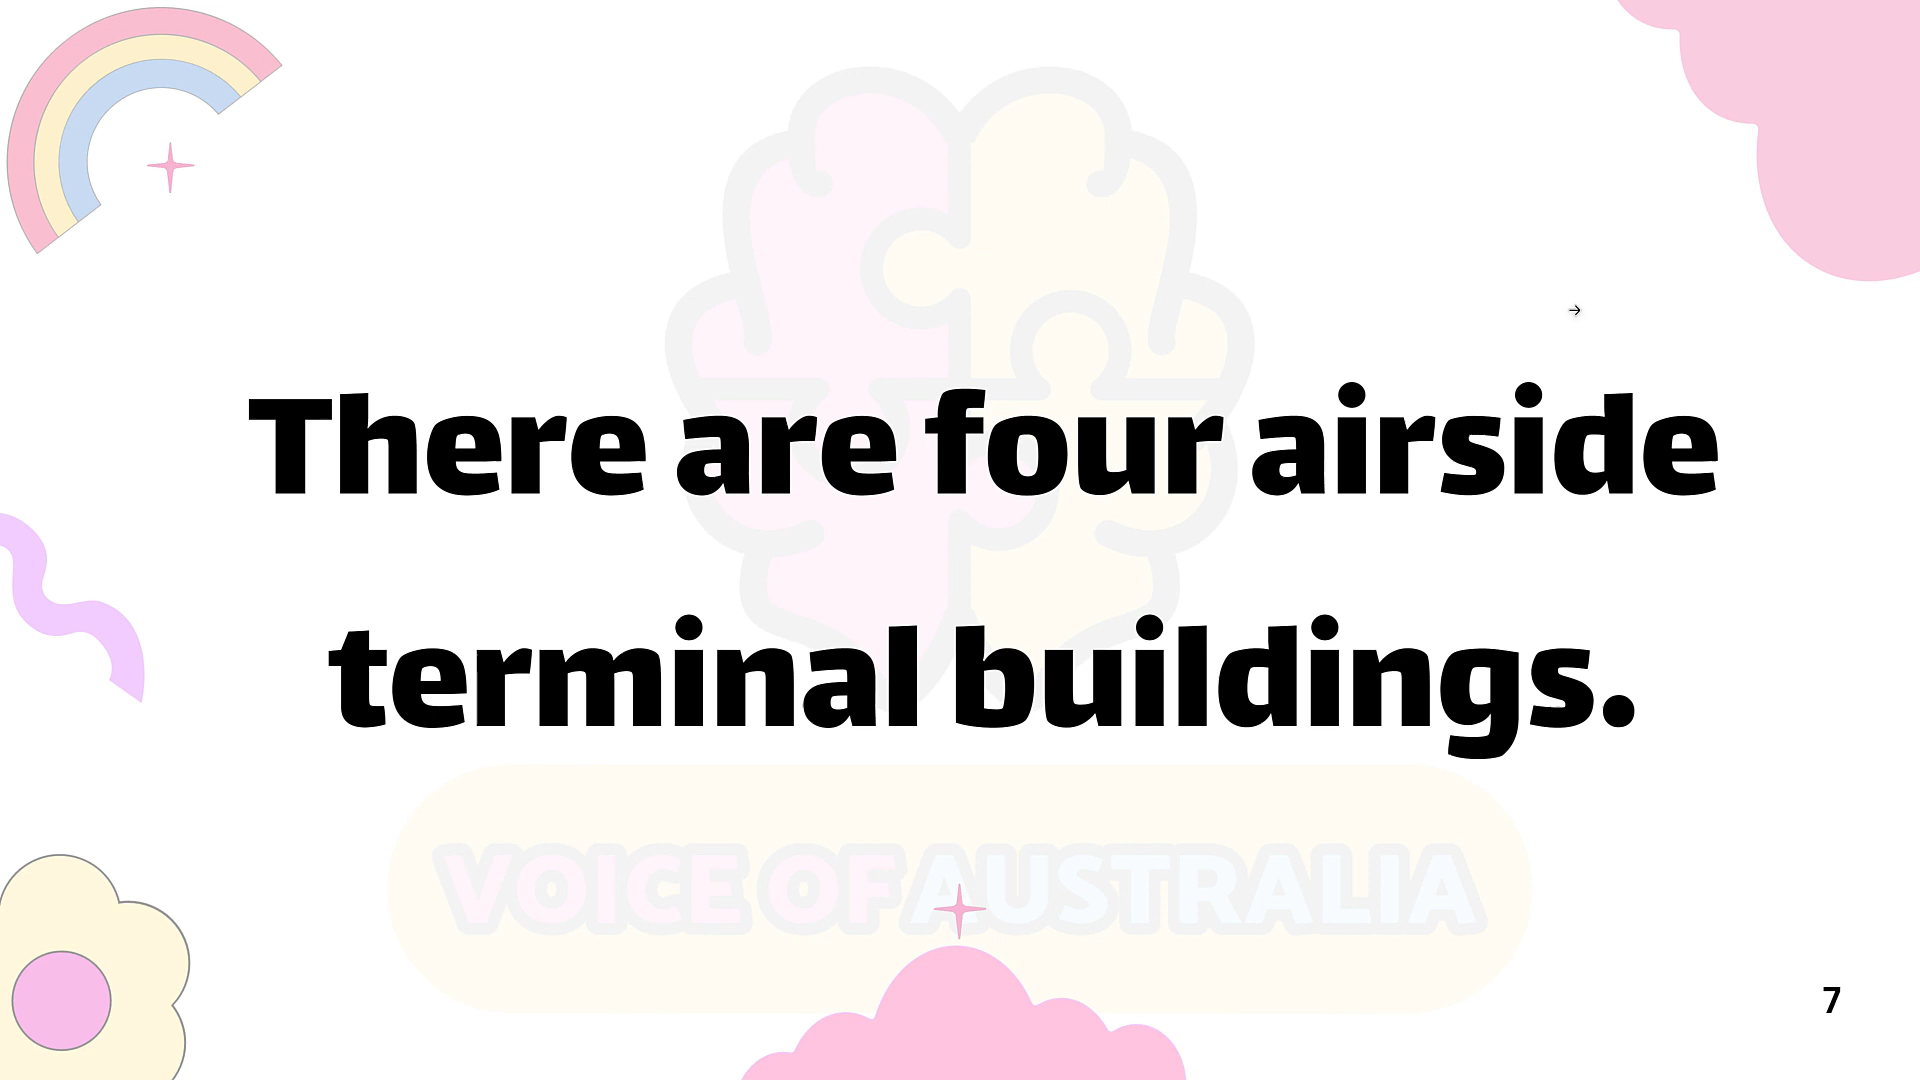 →
There are four airside
terminal buildings.
VOICE OF AUSTRALIA
7